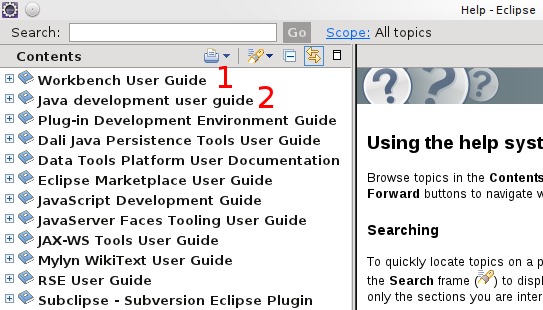 Help - Eclipse
Search: Go Scope: All topics
Contents
Workbench User Guide 1
Java development user guide 2
Plug-in Development Environment Guide
Dali Java Persistence Tools User Guide
Data Tools Platform User Documentation
Eclipse Marketplace User Guide
JavaScript Development Guide
JavaServer Faces Tooling User Guide
JAX-WS Tools User Guide
Mylyn WikiText User Guide
RSE User Guide
Subclipse - Subversion Eclipse Plugin
? ?
Using the help syst
Browse topics in the Contents
Forward buttons to navigate w
Searching
To quickly locate topics on a p
the Search frame ( ) to displ
only the sections you are inter